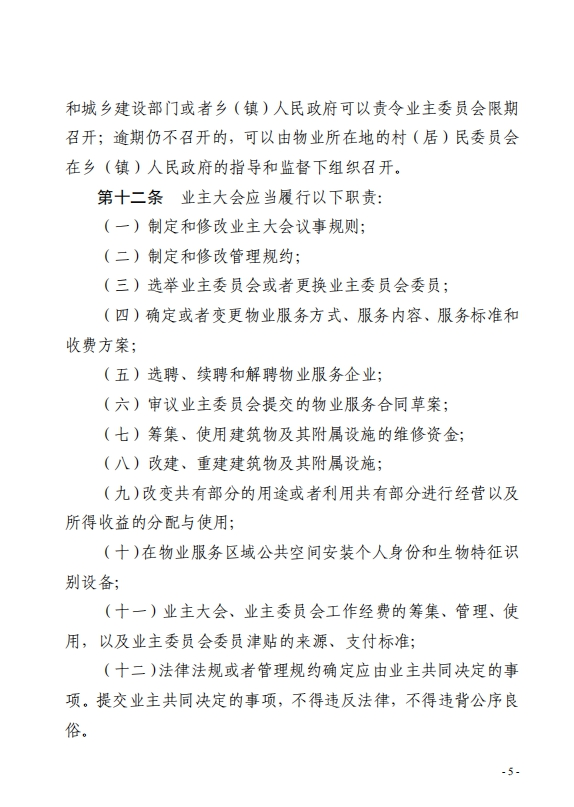 和城乡建设部门或者乡（镇）人民政府可以责令业主委员会限期
召开；逾期仍不召开的，可以由物业所在地的村（居）民委员会
在乡（镇）人民政府的指导和监督下组织召开。
第十二条　业主大会应当履行以下职责：
（一）制定和修改业主大会议事规则；
（二）制定和修改管理规约；
（三）选举业主委员会或者更换业主委员会委员；
（四）确定或者变更物业服务方式、服务内容、服务标准和
收费方案；
（五）选聘、续聘和解聘物业服务企业；
（六）审议业主委员会提交的物业服务合同草案；
（七）筹集、使用建筑物及其附属设施的维修资金；
（八）改建、重建建筑物及其附属设施；
（九）改变共有部分的用途或者利用共有部分进行经营以及
所得收益的分配与使用；
（十）在物业服务区域公共空间安装个人身份和生物特征识
别设备；
（十一）业主大会、业主委员会工作经费的筹集、管理、使
用，以及业主委员会委员津贴的来源、支付标准；
（十二）法律法规或者管理规约确定应由业主共同决定的事
项。提交业主共同决定的事项，不得违反法律，不得违背公序良
俗。
- 5 -